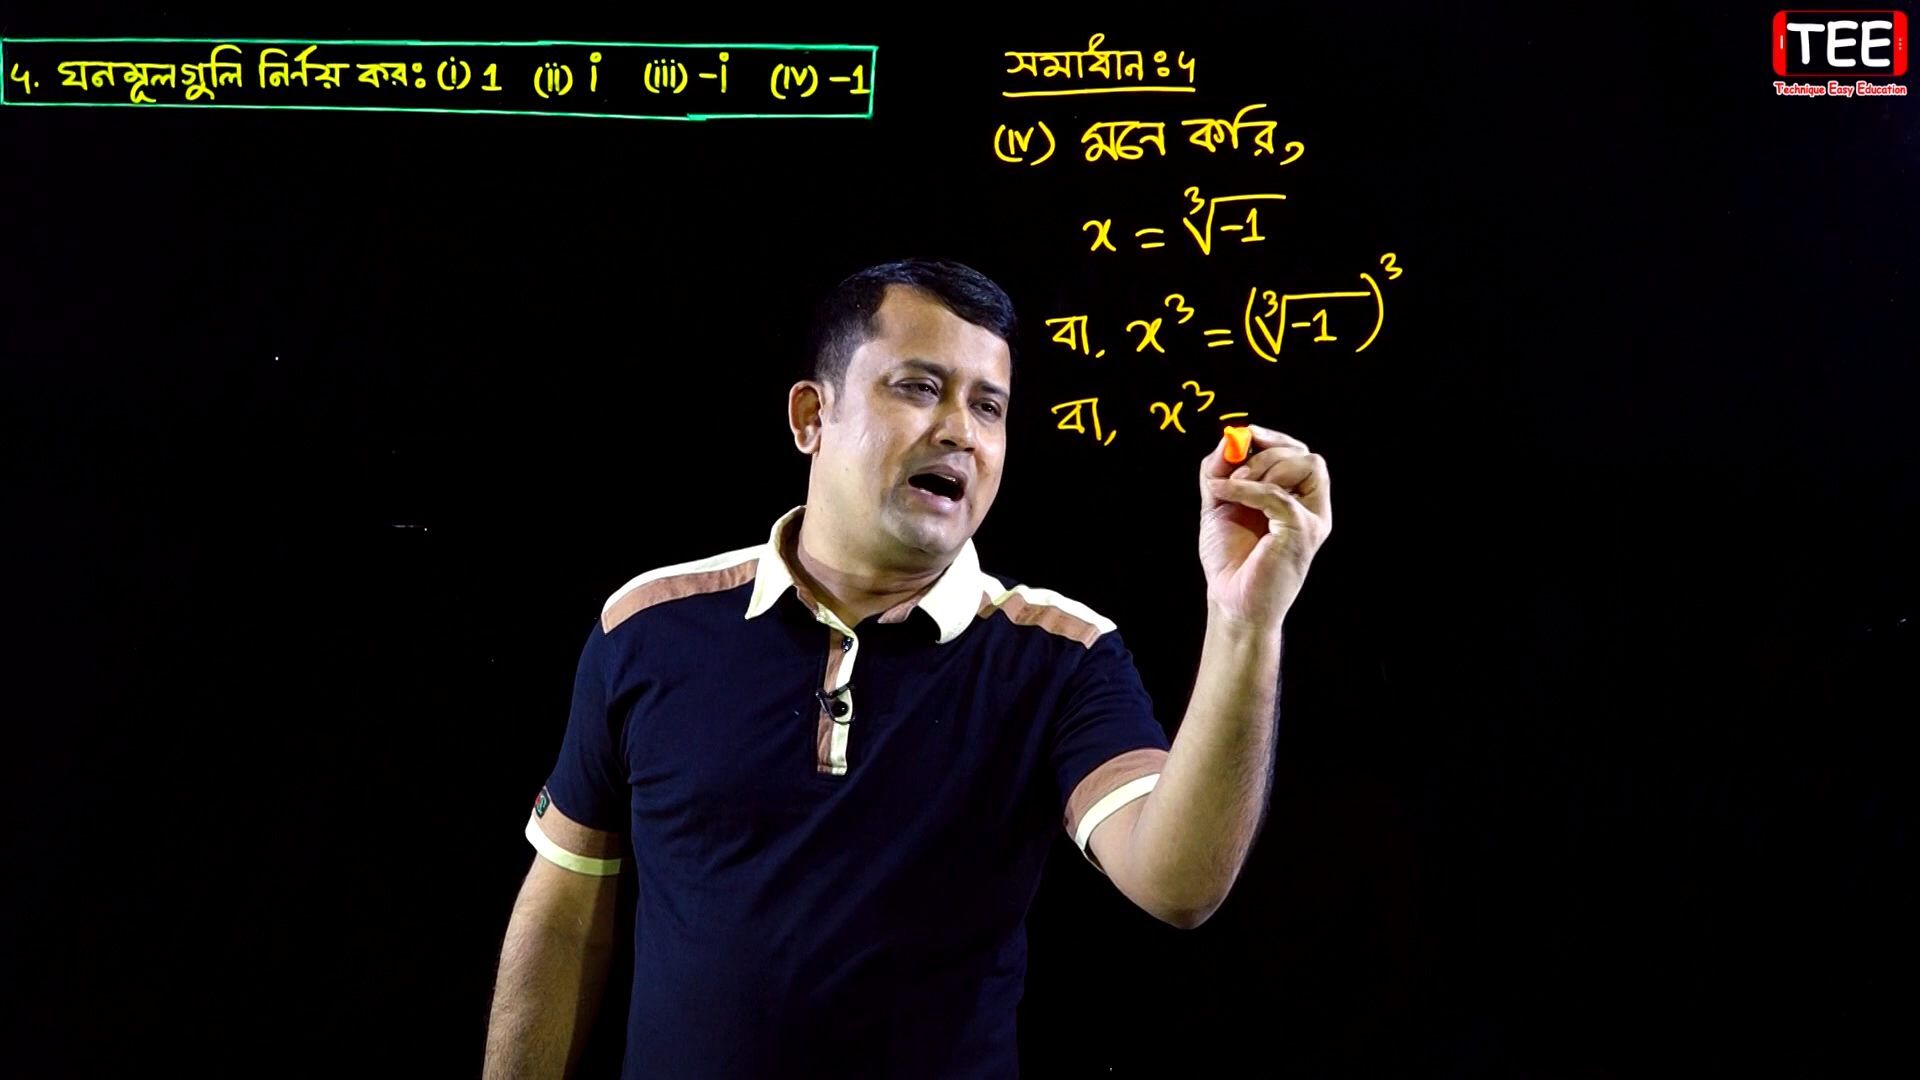 ৫. ঘনমূলগুলি নির্ণয় করঃ (i) 1 (ii) i (iii) -i (iv) -1
সমাধানঃ৫
(iv) মনে করি,
x = ∛-1
বা, x³ = (∛-1)³
বা, x³ =
TEE
Technique Easy Education